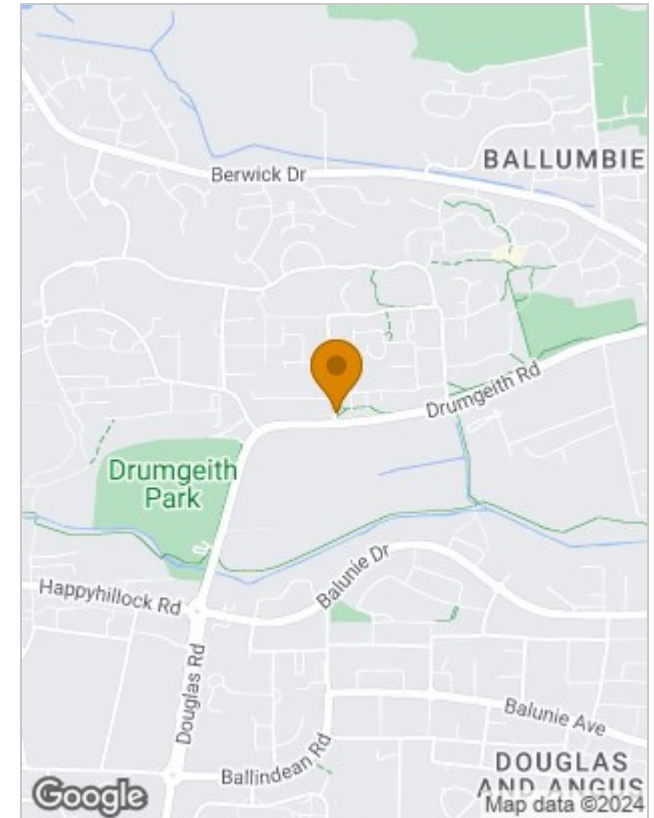 BALLUMBIE
Berwick Dr
Drumgeith Rd
Drumgeith
Park
Balunie Dr
Happyhillock Rd
Douglas Rd
Balunie Ave
Ballindean Rd
DOUGLAS
AND ANGUS
Google
Map data ©2024